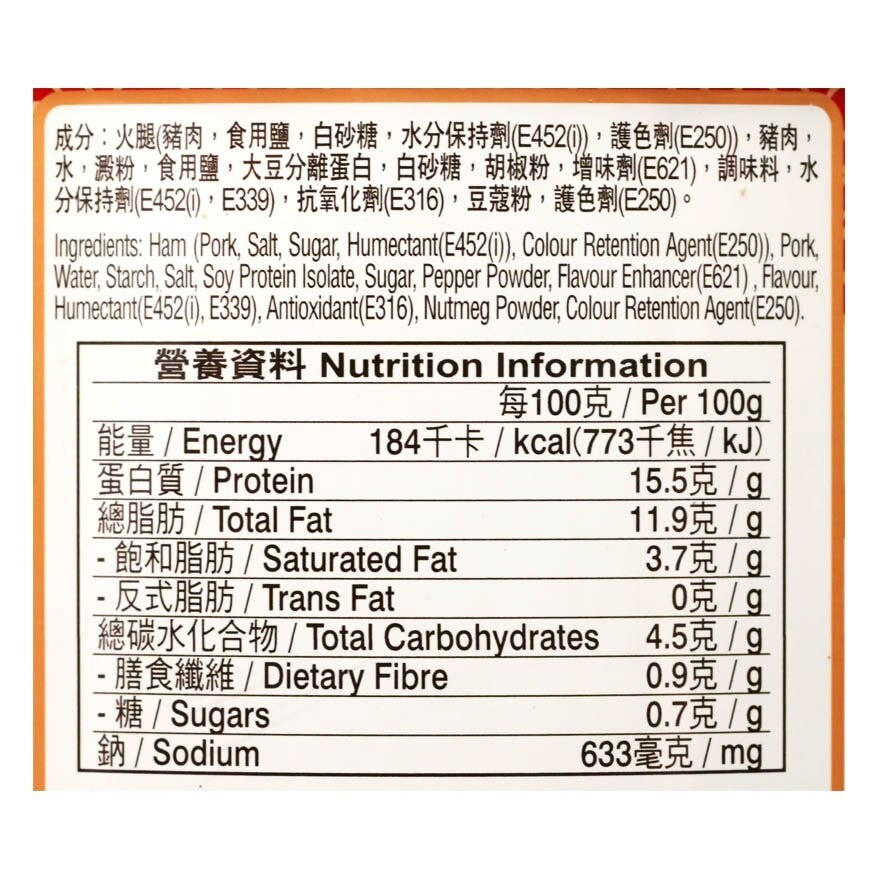 成分：火腿(豬肉，食用鹽，白砂糖，水分保持劑(E452(i))，護色劑(E250))，豬肉，
水，澱粉，食用鹽，大豆分離蛋白，白砂糖，胡椒粉，增味劑(E621)，調味料，水
分保持劑(E452(i)，E339)，抗氧化劑(E316)，豆蔻粉，護色劑(E250)。
Ingredients: Ham (Pork, Salt, Sugar, Humectant(E452(i)), Colour Retention Agent(E250)), Pork,
Water, Starch, Salt, Soy Protein Isolate, Sugar, Pepper Powder, Flavour Enhancer(E621) , Flavour,
Humectant(E452(i), E339), Antioxidant(E316), Nutmeg Powder, Colour Retention Agent(E250).
營養資料 Nutrition Information
每100克 / Per 100g
能量 / Energy 184千卡 / kcal(773千焦 / kJ)
蛋白質 / Protein 15.5克 / g
總脂肪 / Total Fat 11.9克 / g
- 飽和脂肪 / Saturated Fat 3.7克 / g
- 反式脂肪 / Trans Fat 0克 / g
總碳水化合物 / Total Carbohydrates 4.5克 / g
- 膳食纖維 / Dietary Fibre 0.9克 / g
- 糖 / Sugars 0.7克 / g
鈉 / Sodium 633毫克 / mg